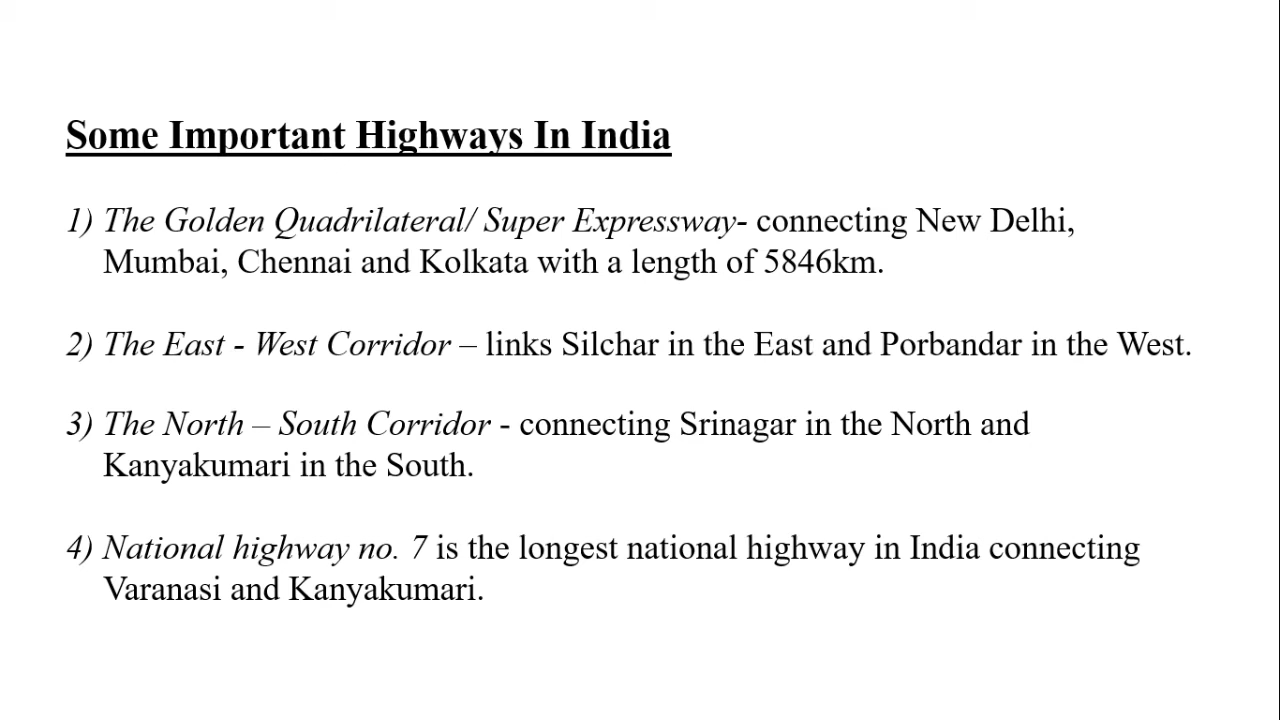 Some Important Highways In India
1) The Golden Quadrilateral/ Super Expressway- connecting New Delhi,
Mumbai, Chennai and Kolkata with a length of 5846km.
2) The East - West Corridor – links Silchar in the East and Porbandar in the West.
3) The North – South Corridor - connecting Srinagar in the North and
Kanyakumari in the South.
4) National highway no. 7 is the longest national highway in India connecting
Varanasi and Kanyakumari.